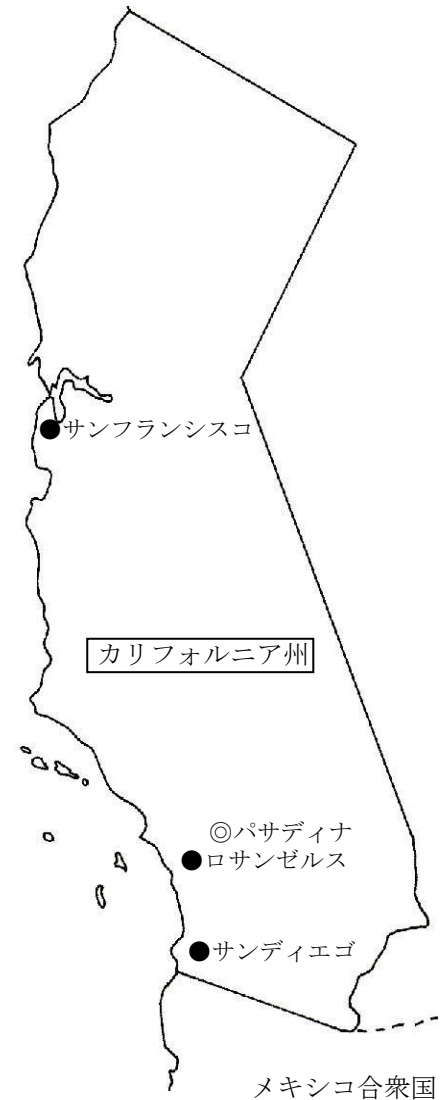 サンフランシスコ
カリフォルニア州
◎パサディナ
ロサンゼルス
サンディエゴ
メキシコ合衆国